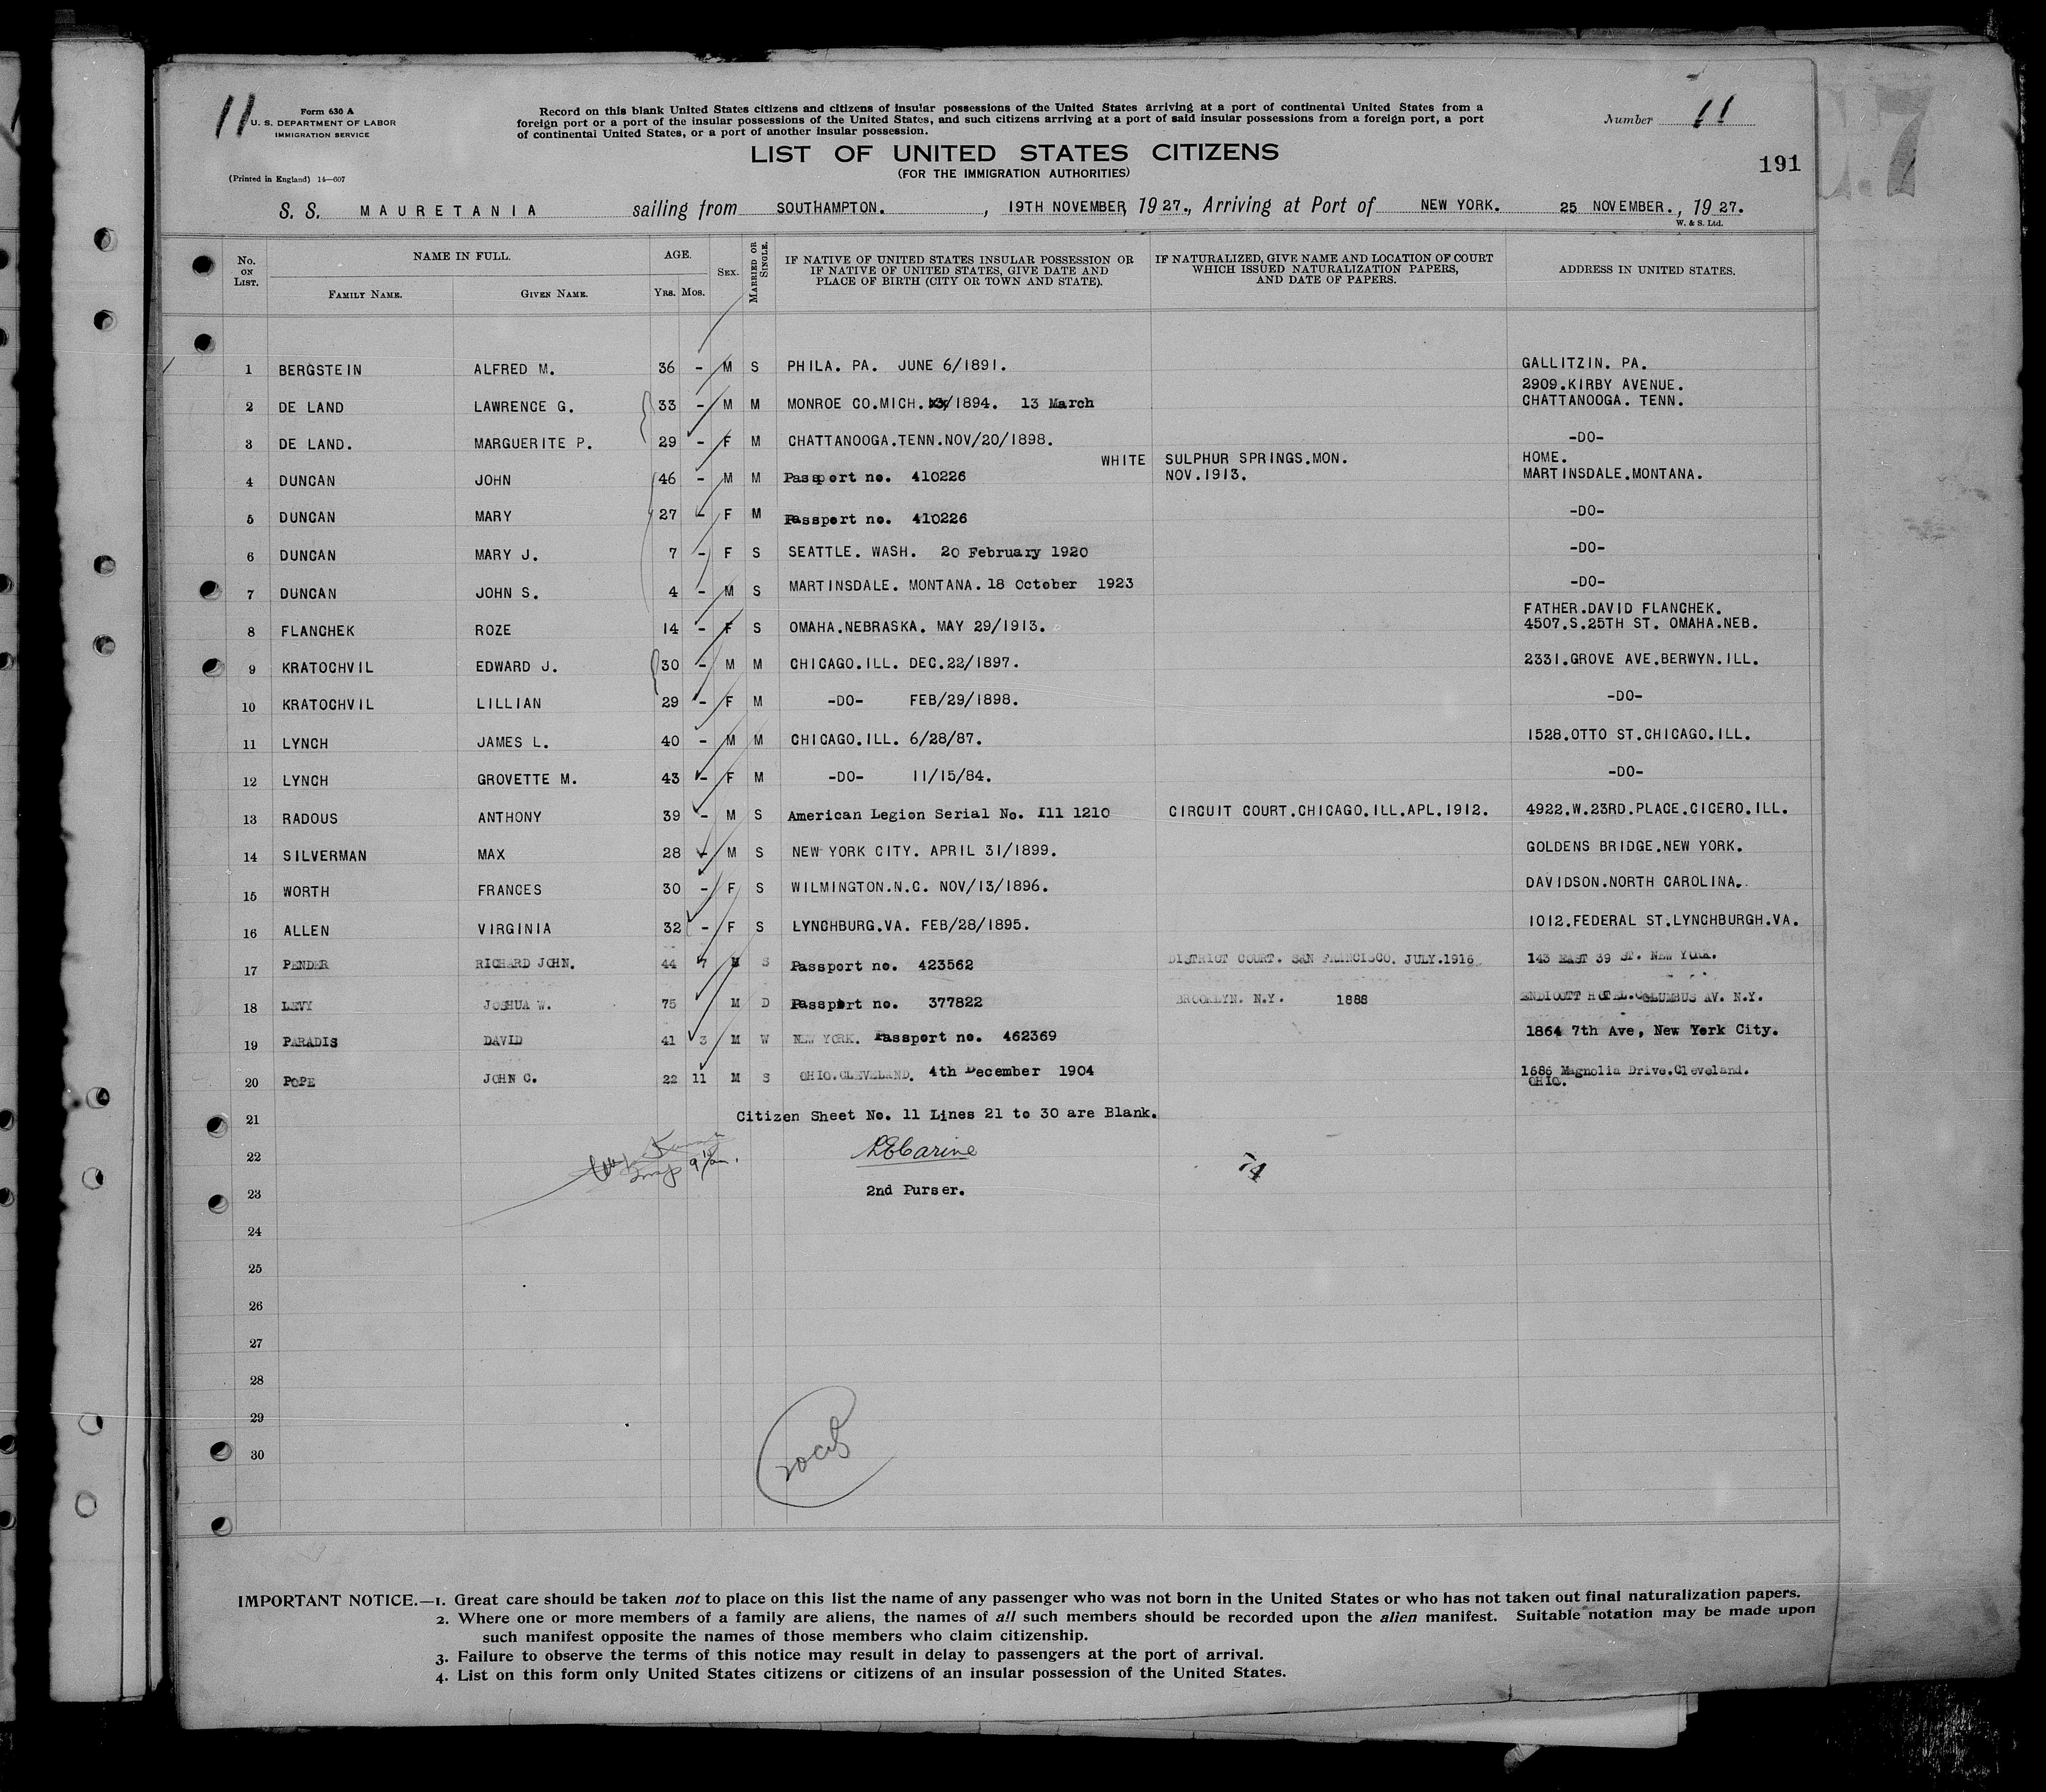 11
Form 630 A
U. S. DEPARTMENT OF LABOR
IMMIGRATION SERVICE
(Printed in England) 14—607
Record on this blank United States citizens and citizens of insular possessions of the United States arriving at a port of continental United States from a
foreign port or a port of the insular possessions of the United States, and such citizens arriving at a port of said insular possessions from a foreign port, a port
of continental United States, or a port of another insular possession.
LIST OF UNITED STATES CITIZENS
(FOR THE IMMIGRATION AUTHORITIES)
Number 11
191
S. S. MAURETANIA sailing from SOUTHAMPTON. , 19TH NOVEMBER, 1927., Arriving at Port of NEW YORK. 25 NOVEMBER., 1927.
W. & S. Ltd.
No. ON LIST. NAME IN FULL. FAMILY NAME. GIVEN NAME. AGE. YRS. MOS. SEX. MARRIED OR SINGLE. IF NATIVE OF UNITED STATES INSULAR POSSESSION OR IF NATIVE OF UNITED STATES, GIVE DATE AND PLACE OF BIRTH (CITY OR TOWN AND STATE). IF NATURALIZED, GIVE NAME AND LOCATION OF COURT WHICH ISSUED NATURALIZATION PAPERS, AND DATE OF PAPERS. ADDRESS IN UNITED STATES.
1 BERGSTEIN ALFRED M. 36 - M S PHILA. PA. JUNE 6/1891. GALLITZIN. PA.
2909.KIRBY AVENUE.
2 DE LAND LAWRENCE G. 33 - M M MONROE CO.MICH. /1894. 13 March CHATTANOOGA. TENN.
3 DE LAND. MARGUERITE P. 29 - F M CHATTANOOGA.TENN.NOV/20/1898. -DO-
WHITE SULPHUR SPRINGS.MON. HOME.
4 DUNCAN JOHN 46 - M M Passport no. 410226 NOV.1913. MARTINSDALE.MONTANA.
5 DUNCAN MARY 27 - F M Passport no. 410226 -DO-
6 DUNCAN MARY J. 7 - F S SEATTLE. WASH. 20 February 1920 -DO-
7 DUNCAN JOHN S. 4 - M S MARTINSDALE. MONTANA. 18 October 1923 -DO-
FATHER.DAVID FLANCHEK.
8 FLANCHEK ROZE 14 - F S OMAHA.NEBRASKA. MAY 29/1913. 4507.S.25TH ST. OMAHA.NEB.
9 KRATOCHVIL EDWARD J. 30 - M M CHICAGO.ILL. DEC.22/1897. 2331.GROVE AVE.BERWYN.ILL.
10 KRATOCHVIL LILLIAN 29 - F M -DO- FEB/29/1898. -DO-
11 LYNCH JAMES L. 40 - M M CHICAGO.ILL. 6/28/87. 1528.OTTO ST.CHICAGO.ILL.
12 LYNCH GROVETTE M. 43 - F M -DO- 11/15/84. -DO-
13 RADOUS ANTHONY 39 - M S American Legion Serial No. Ill 1210 CIRCUIT COURT.CHICAGO.ILL.APL.1912. 4922.W.23RD.PLACE.CICERO.ILL.
14 SILVERMAN MAX 28 - M S NEW YORK CITY. APRIL 31/1899. GOLDENS BRIDGE.NEW YORK.
15 WORTH FRANCES 30 - F S WILMINGTON.N.C. NOV/13/1896. DAVIDSON.NORTH CAROLINA.
16 ALLEN VIRGINIA 32 - F S LYNCHBURG.VA. FEB/28/1895. 1012.FEDERAL ST.LYNCHBURGH.VA.
17 PENDER RICHARD JOHN. 44 7 M S Passport no. 423562 DISTRICT COURT. SAN FRANCISCO. JULY.1916 143 EAST 39 ST. NEW YORK.
18 LEVY JOSHUA W. 75 M D Passport no. 377822 BROOKLYN. N.Y. 1888 ENDICOTT HOTEL.COLUMBUS AV. N.Y.
19 PARADIS DAVID 41 3 M W NEW YORK. Passport no. 462369 1864 7th Ave, New York City.
20 POPE JOHN C. 22 11 M S OHIO.CLEVELAND. 4th December 1904 1686 Magnolia Drive.Cleveland.
OHIO.
21 Citizen Sheet No. 11 Lines 21 to 30 are Blank.
22
23 2nd Purser.
24
25
26
27
28
29
30
IMPORTANT NOTICE.—1. Great care should be taken not to place on this list the name of any passenger who was not born in the United States or who has not taken out final naturalization papers.
2. Where one or more members of a family are aliens, the names of all such members should be recorded upon the alien manifest. Suitable notation may be made upon
such manifest opposite the names of those members who claim citizenship.
3. Failure to observe the terms of this notice may result in delay to passengers at the port of arrival.
4. List on this form only United States citizens or citizens of an insular possession of the United States.